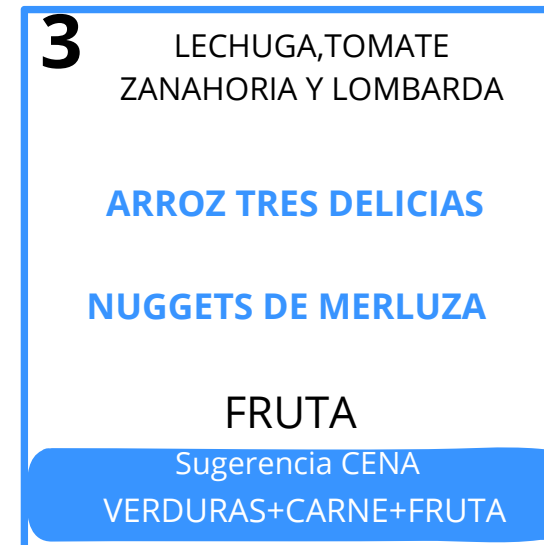 3
LECHUGA,TOMATE
ZANAHORIA Y LOMBARDA
ARROZ TRES DELICIAS
NUGGETS DE MERLUZA
FRUTA
Sugerencia CENA
VERDURAS+CARNE+FRUTA